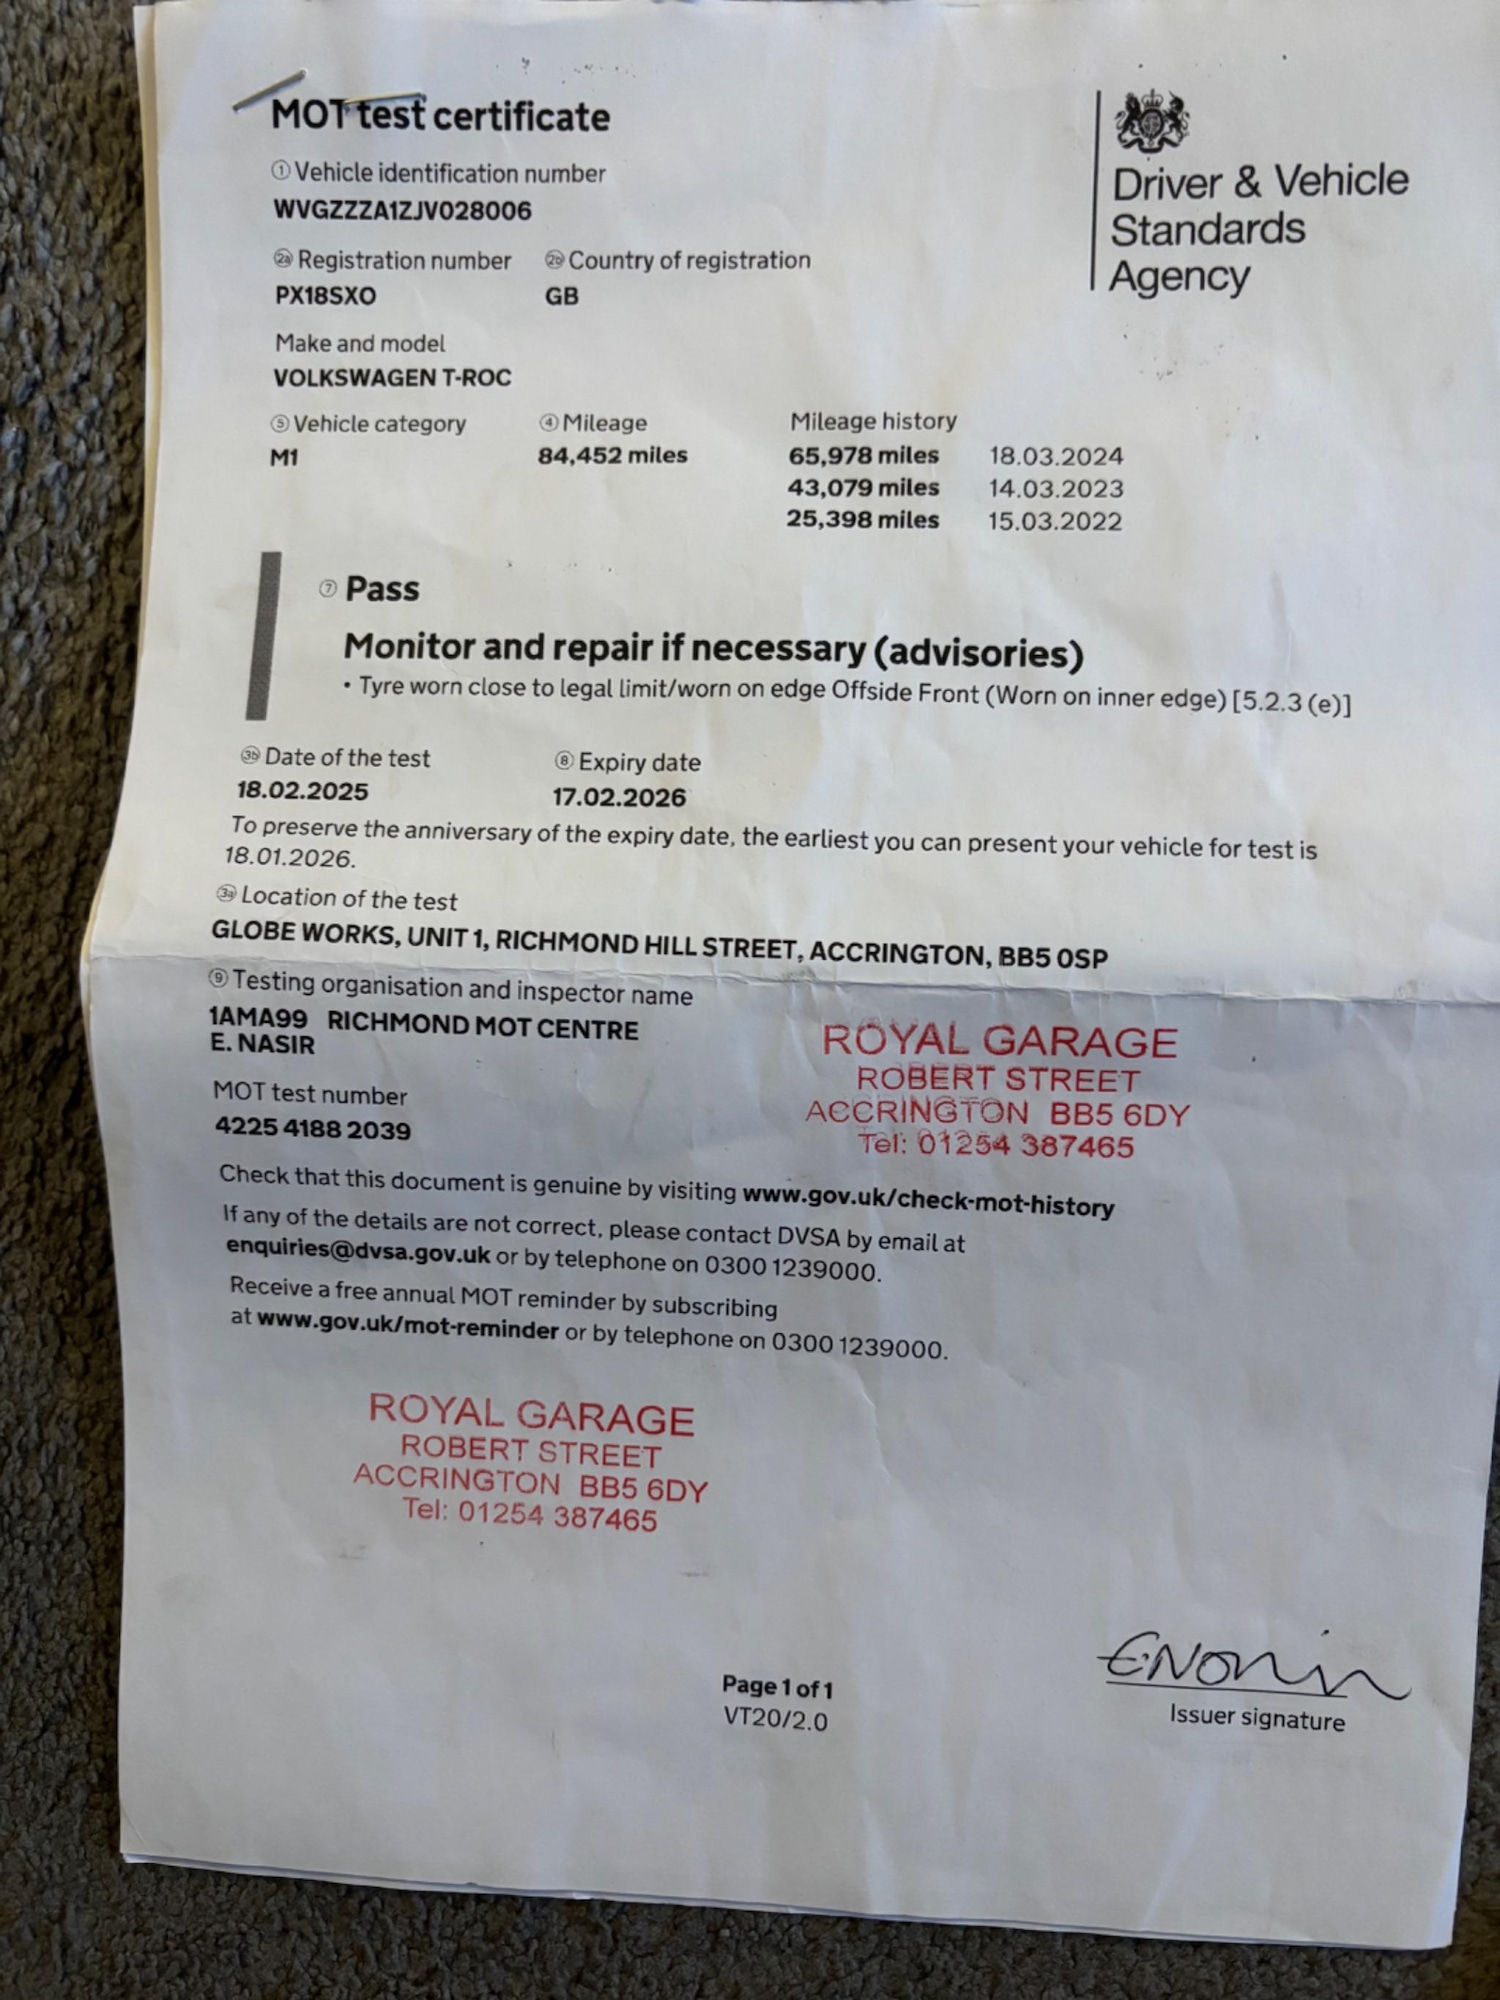 MOT test certificate
Driver & Vehicle
Standards
Agency
① Vehicle identification number
WVGZZZA1ZJV028006
2a Registration number 2b Country of registration
PX18SXO GB
Make and model
VOLKSWAGEN T-ROC
⑤ Vehicle category ④ Mileage Mileage history
M1 84,452 miles 65,978 miles 18.03.2024
43,079 miles 14.03.2023
25,398 miles 15.03.2022
⑦ Pass
Monitor and repair if necessary (advisories)
• Tyre worn close to legal limit/worn on edge Offside Front (Worn on inner edge) [5.2.3 (e)]
3b Date of the test ⑧ Expiry date
18.02.2025 17.02.2026
To preserve the anniversary of the expiry date, the earliest you can present your vehicle for test is
18.01.2026.
3a Location of the test
GLOBE WORKS, UNIT 1, RICHMOND HILL STREET, ACCRINGTON, BB5 0SP
⑨ Testing organisation and inspector name
1AMA99 RICHMOND MOT CENTRE
E. NASIR
ROYAL GARAGE
ROBERT STREET
ACCRINGTON BB5 6DY
Tel: 01254 387465
MOT test number
4225 4188 2039
Check that this document is genuine by visiting www.gov.uk/check-mot-history
If any of the details are not correct, please contact DVSA by email at
enquiries@dvsa.gov.uk or by telephone on 0300 1239000.
Receive a free annual MOT reminder by subscribing
at www.gov.uk/mot-reminder or by telephone on 0300 1239000.
ROYAL GARAGE
ROBERT STREET
ACCRINGTON BB5 6DY
Tel: 01254 387465
Page 1 of 1
VT20/2.0
Issuer signature